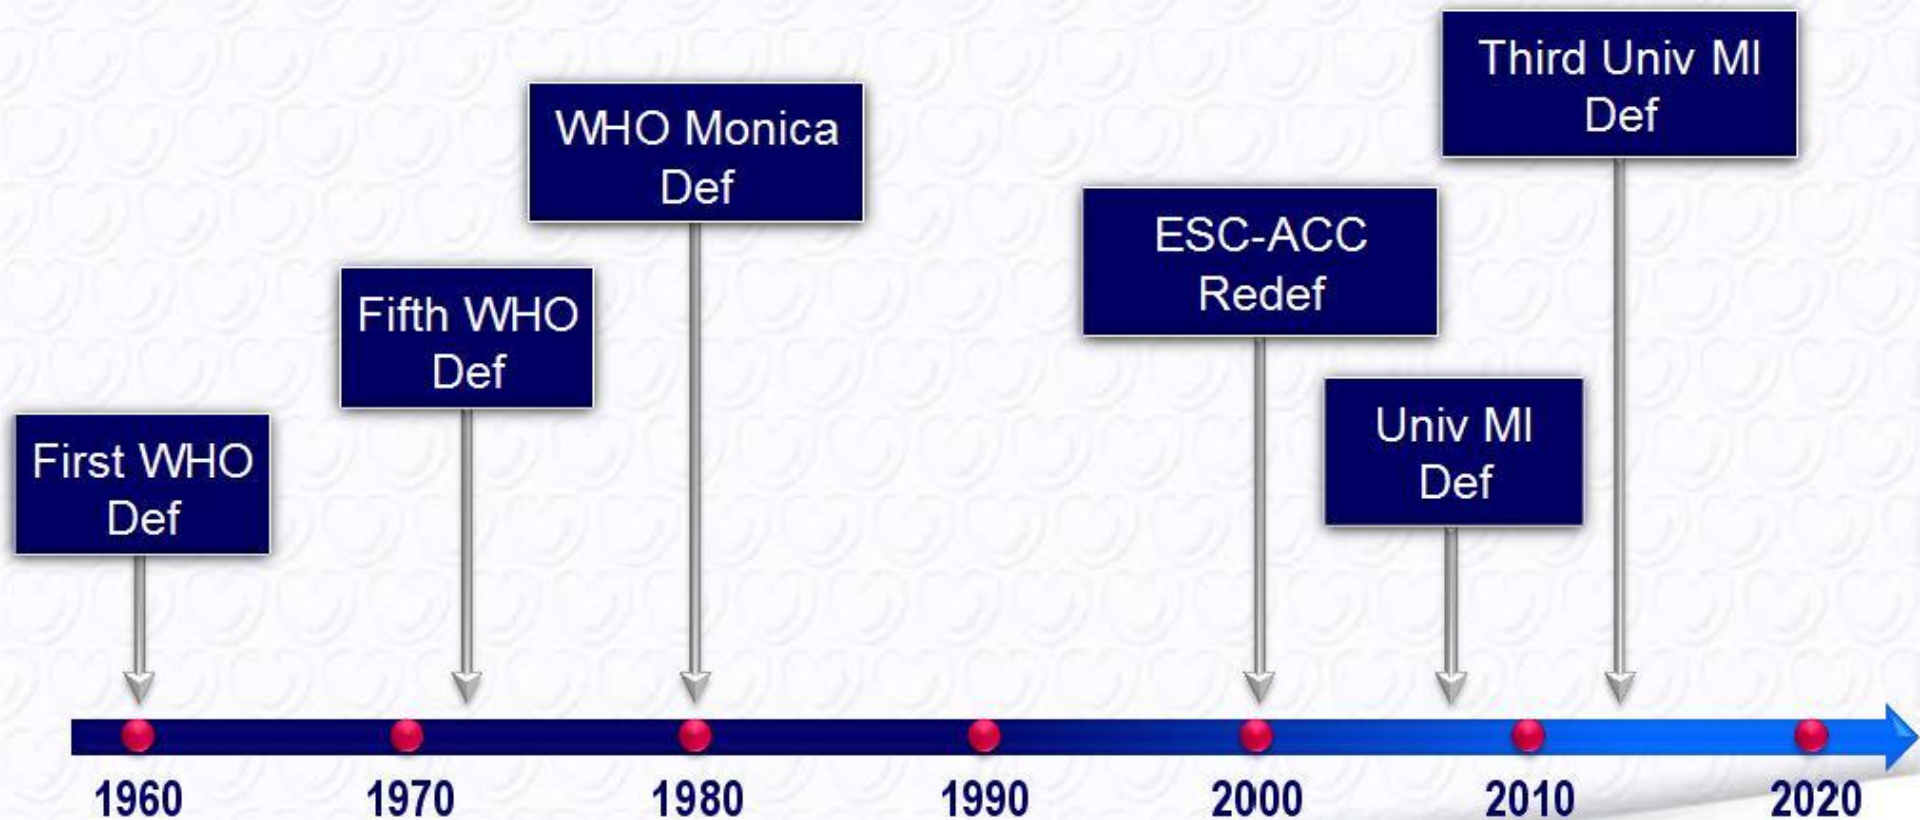 Third Univ MI
Def
WHO Monica
Def
ESC-ACC
Redef
Fifth WHO
Def
Univ MI
Def
First WHO
Def
1960 1970 1980 1990 2000 2010 2020